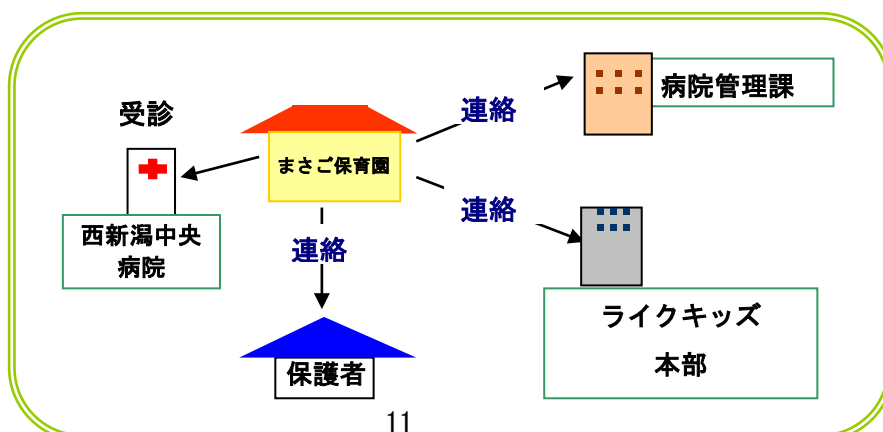 受診
連絡
病院管理課
まさご保育園
連絡
西新潟中央
病院
連絡
ライクキッズ
本部
保護者
11